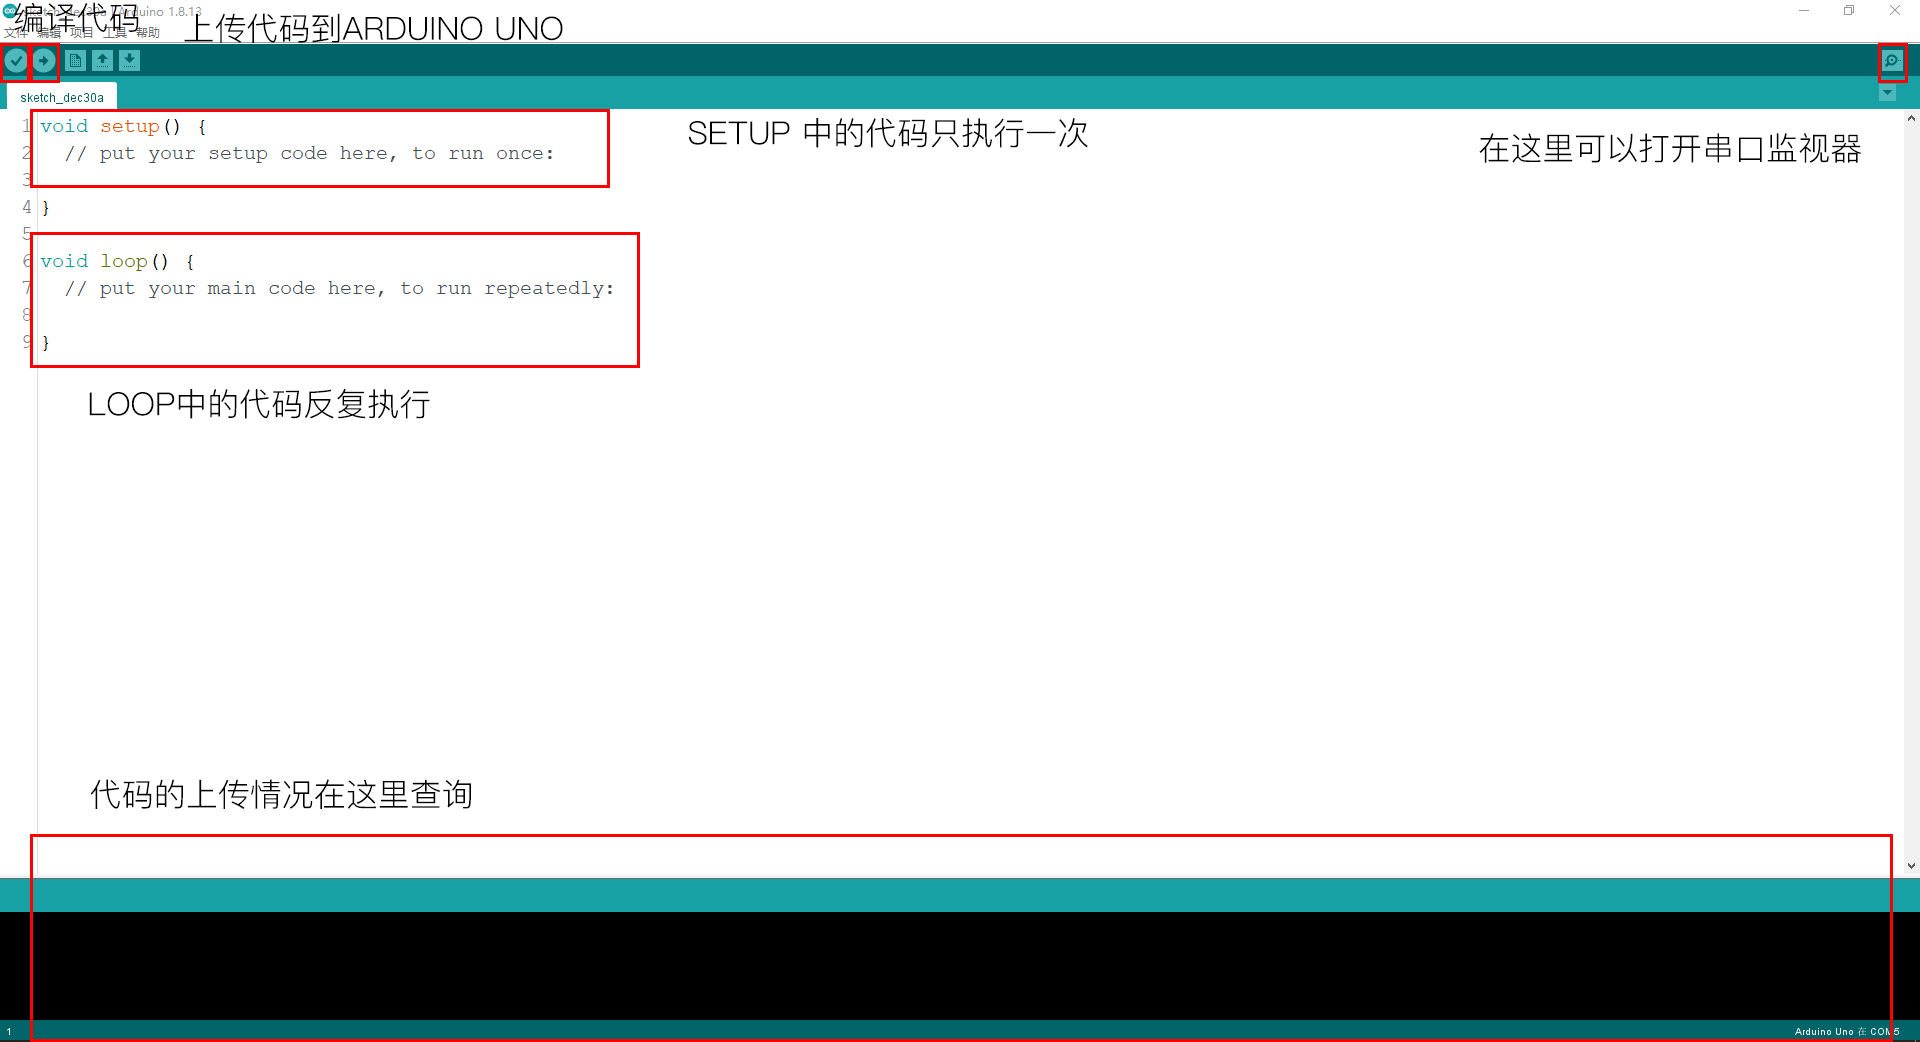 编译代码
sketch_dec30a | Arduino 1.8.13
上传代码到ARDUINO UNO
文件 编辑 项目 工具 帮助
sketch_dec30a
1 void setup() {
2 // put your setup code here, to run once:
3
4 }
5
6 void loop() {
7 // put your main code here, to run repeatedly:
8
9 }
SETUP 中的代码只执行一次
在这里可以打开串口监视器
LOOP中的代码反复执行
代码的上传情况在这里查询
1
Arduino Uno 在 COM5